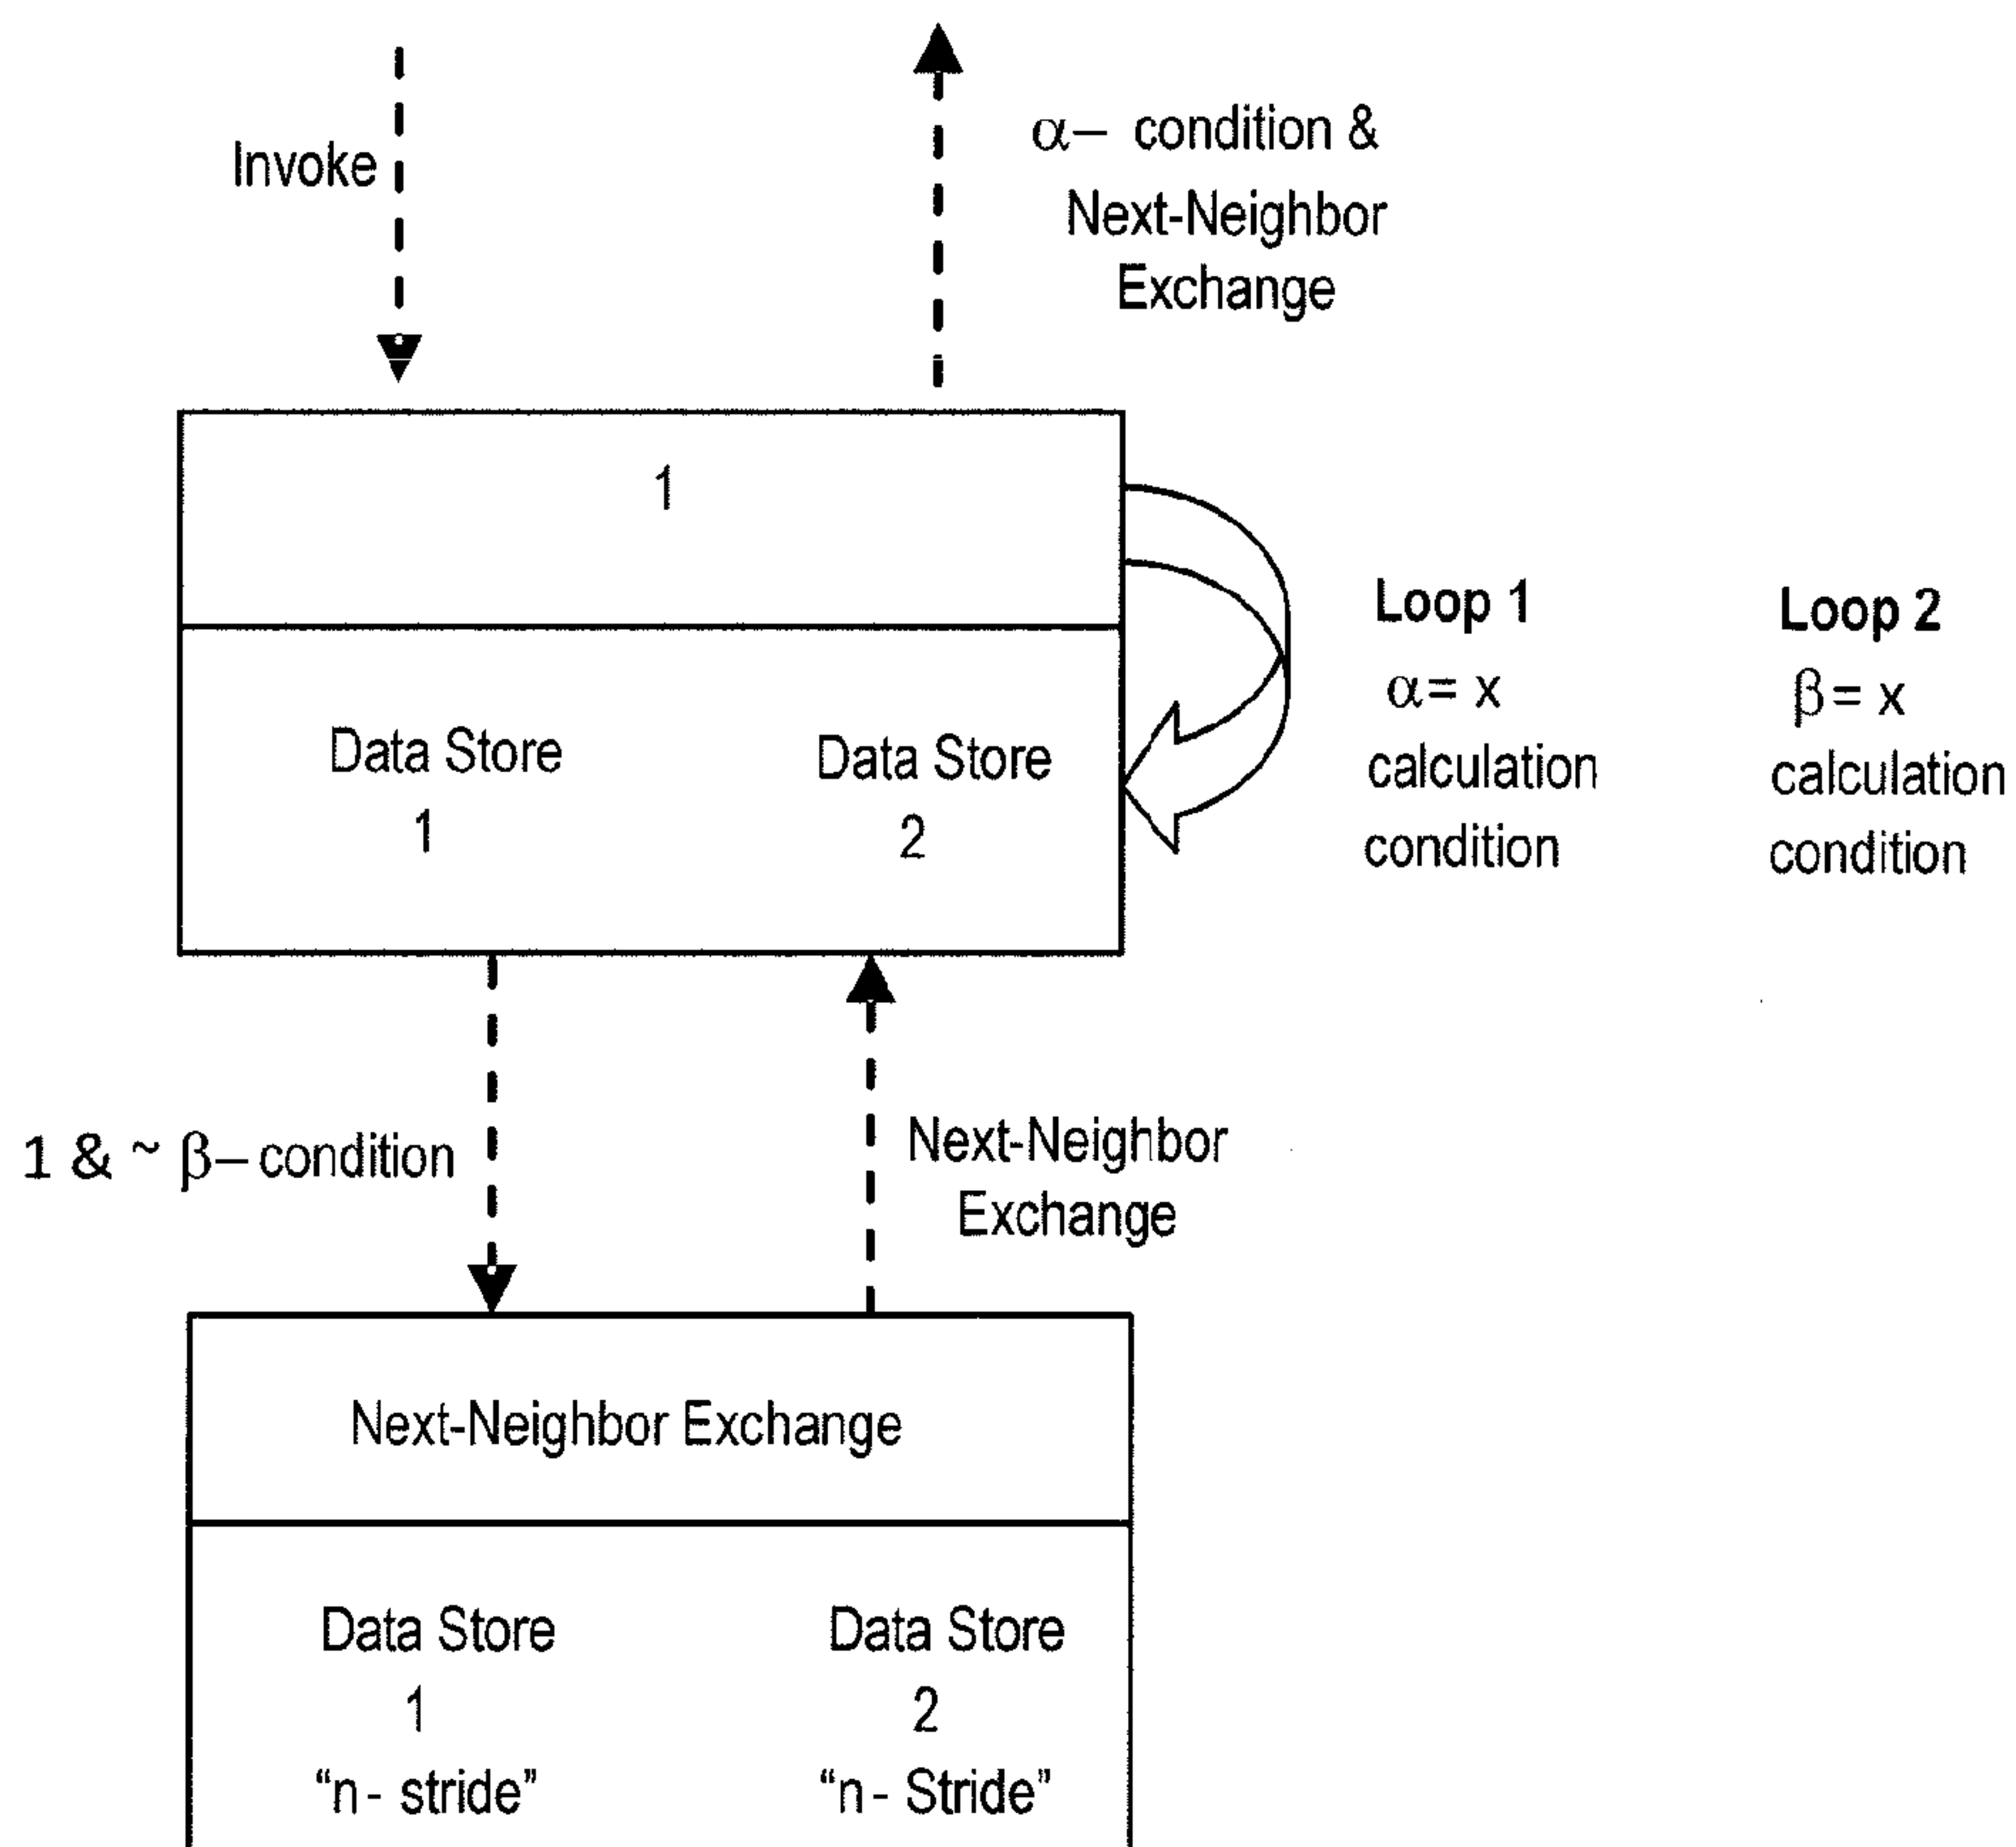 Invoke
α– condition &
Next-Neighbor
Exchange
1
Loop 1
α= x
calculation
condition
Loop 2
β= x
calculation
condition
Data Store
1
Data Store
2
1 & ~ β–condition
Next-Neighbor
Exchange
Next-Neighbor Exchange
Data Store
1
“n- stride”
Data Store
2
“n- Stride”